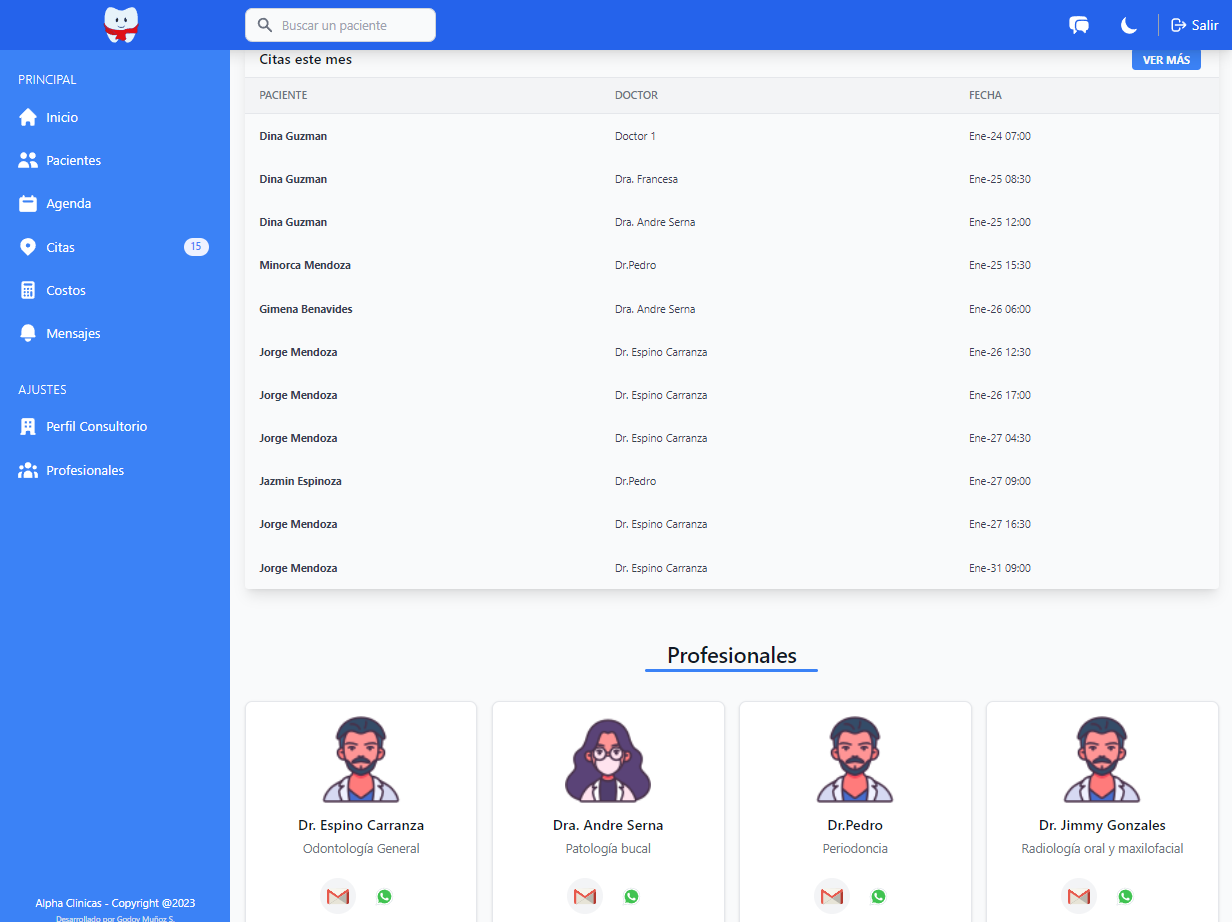 Buscar un paciente
Salir
PRINCIPAL
Inicio
Pacientes
Agenda
Citas 15
Costos
Mensajes
AJUSTES
Perfil Consultorio
Profesionales
Alpha Clinicas - Copyright @2023
Desarrollado por Godoy Muñoz S.
Citas este mes VER MÁS
PACIENTE DOCTOR FECHA
Dina Guzman Doctor 1 Ene-24 07:00
Dina Guzman Dra. Francesa Ene-25 08:30
Dina Guzman Dra. Andre Serna Ene-25 12:00
Minorca Mendoza Dr.Pedro Ene-25 15:30
Gimena Benavides Dra. Andre Serna Ene-26 06:00
Jorge Mendoza Dr. Espino Carranza Ene-26 12:30
Jorge Mendoza Dr. Espino Carranza Ene-26 17:00
Jorge Mendoza Dr. Espino Carranza Ene-27 04:30
Jazmin Espinoza Dr.Pedro Ene-27 09:00
Jorge Mendoza Dr. Espino Carranza Ene-27 16:30
Jorge Mendoza Dr. Espino Carranza Ene-31 09:00
Profesionales
Dr. Espino Carranza
Odontología General
Dra. Andre Serna
Patología bucal
Dr.Pedro
Periodoncia
Dr. Jimmy Gonzales
Radiología oral y maxilofacial